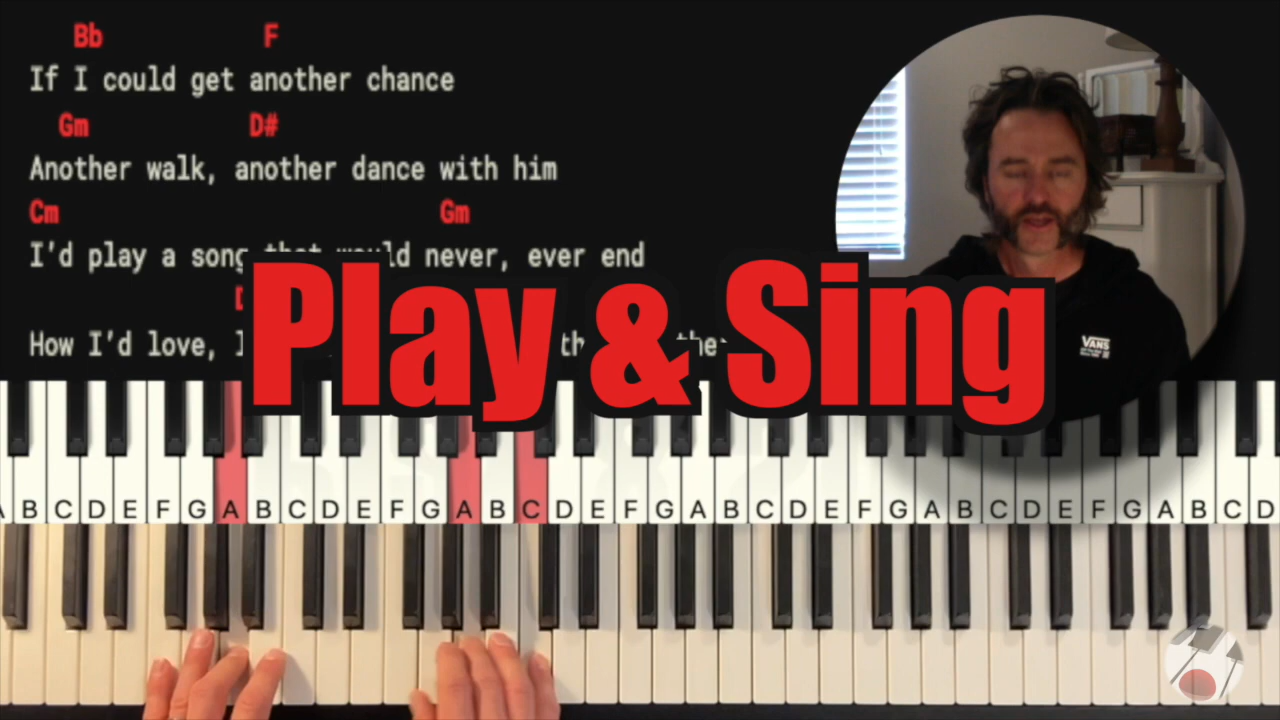 Bb F
If I could get another chance
Gm D#
Another walk, another dance with him
Cm Gm
I'd play a song that would never, ever end
How I'd love, love
Play & Sing
VANS
A B C D E F G A B C D E F G A B C D E F G A B C D E F G A B C D E F G A B C D